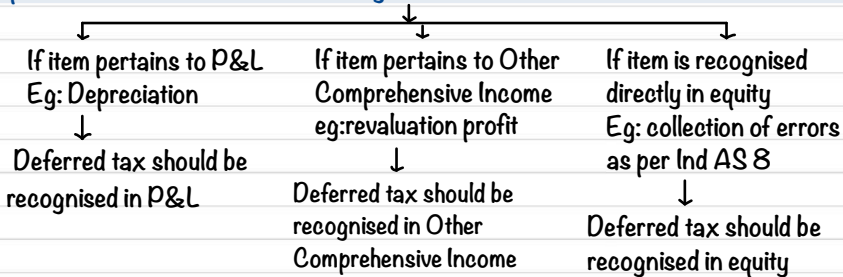 If item pertains to P&L
Eg: Depreciation
Deferred tax should be
recognised in P&L
If item pertains to Other
Comprehensive Income
eg:revaluation profit
Deferred tax should be
recognised in Other
Comprehensive Income
If item is recognised
directly in equity
Eg: collection of errors
as per Ind AS 8
Deferred tax should be
recognised in equity